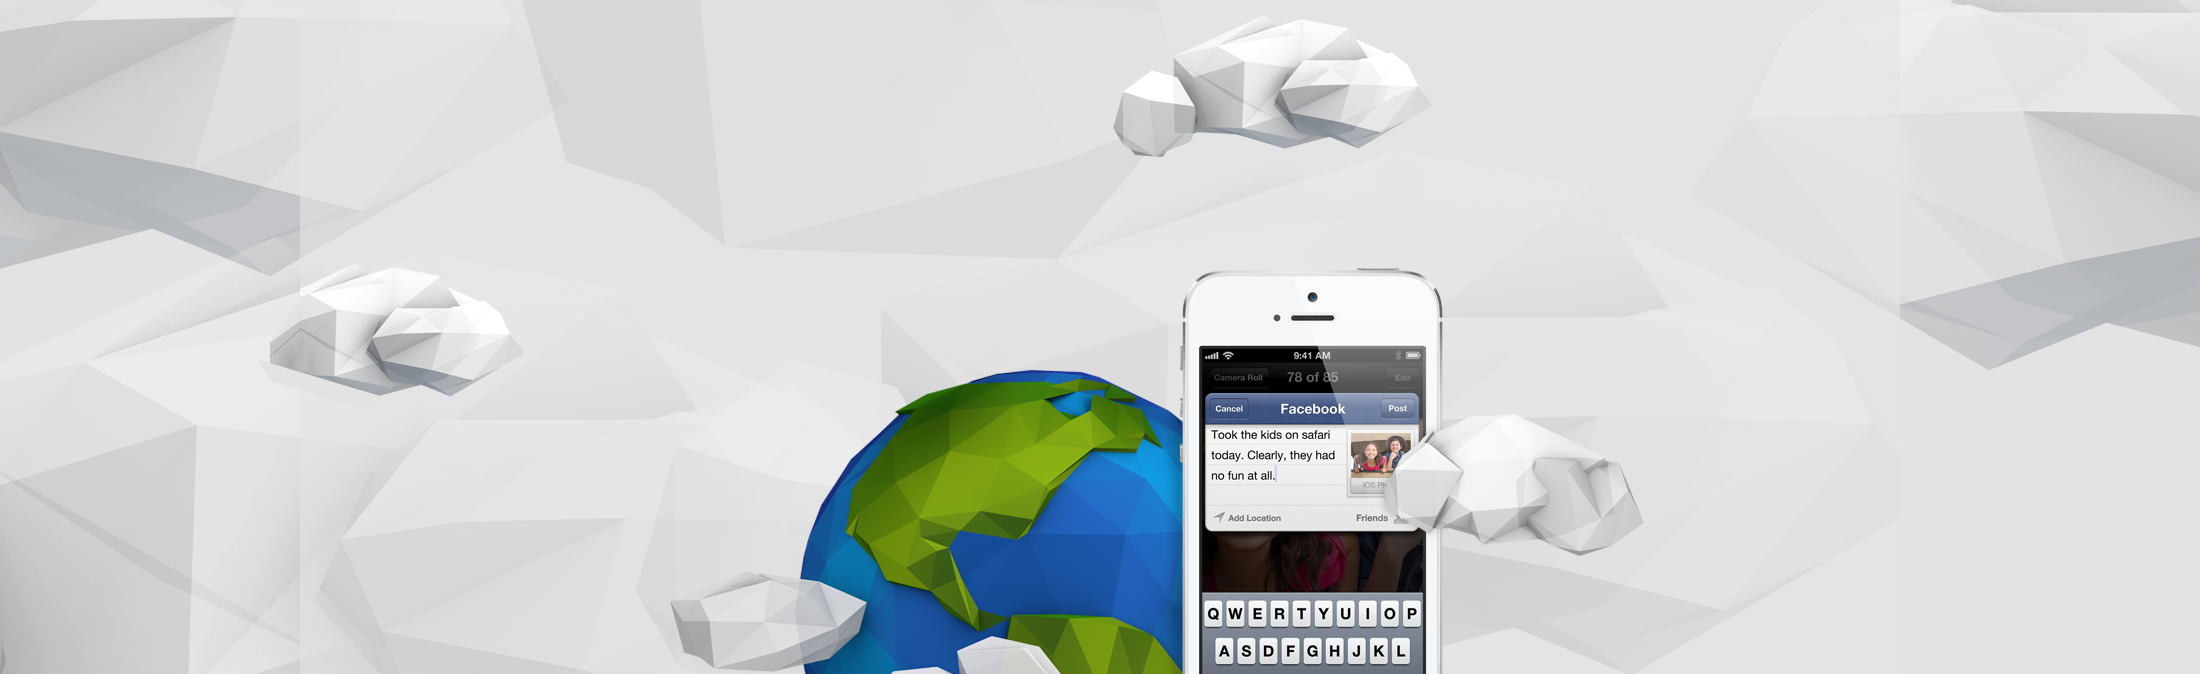 9:41 AM
Camera Roll 78 of 85 Edit
Cancel Facebook Post
Took the kids on safari
today. Clearly, they had
no fun at all.
iOS
Add Location Friends
Q W E R T Y U I O P
A S D F G H J K L